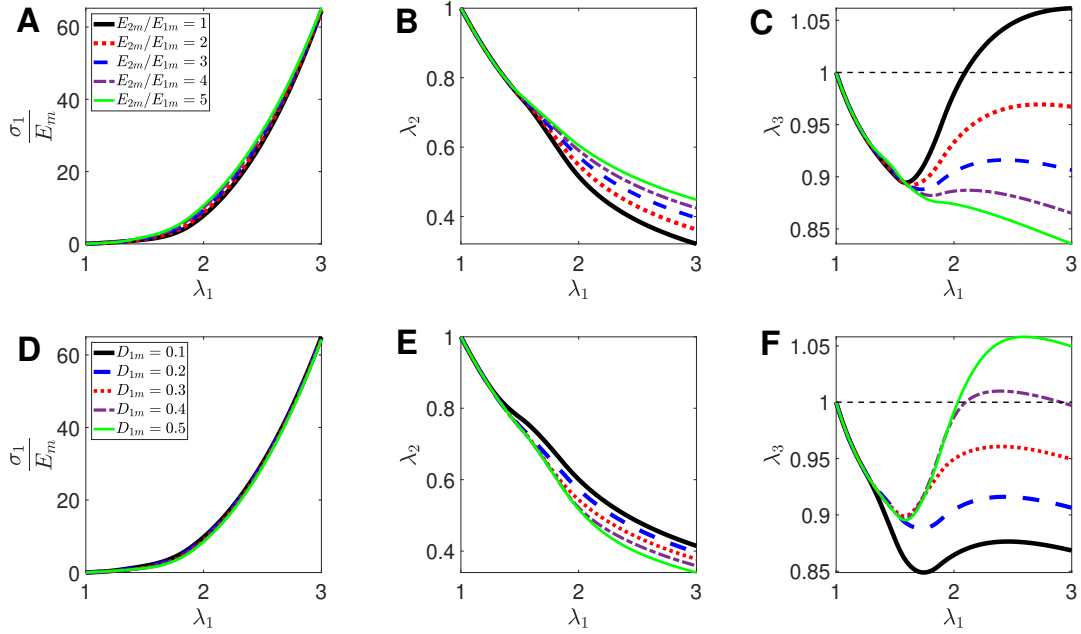 A
B
C
E₂ₘ/E₁ₘ = 1
E₂ₘ/E₁ₘ = 2
E₂ₘ/E₁ₘ = 3
E₂ₘ/E₁ₘ = 4
E₂ₘ/E₁ₘ = 5
σ₁/Eₘ
60
40
20
0
1 2 3
λ₁
λ₂
1
0.8
0.6
0.4
1 2 3
λ₁
λ₃
1.05
1
0.95
0.9
0.85
1 2 3
λ₁
D
E
F
D₁ₘ = 0.1
D₁ₘ = 0.2
D₁ₘ = 0.3
D₁ₘ = 0.4
D₁ₘ = 0.5
σ₁/Eₘ
60
40
20
0
1 2 3
λ₁
λ₂
1
0.8
0.6
0.4
1 2 3
λ₁
λ₃
1.05
1
0.95
0.9
0.85
1 2 3
λ₁